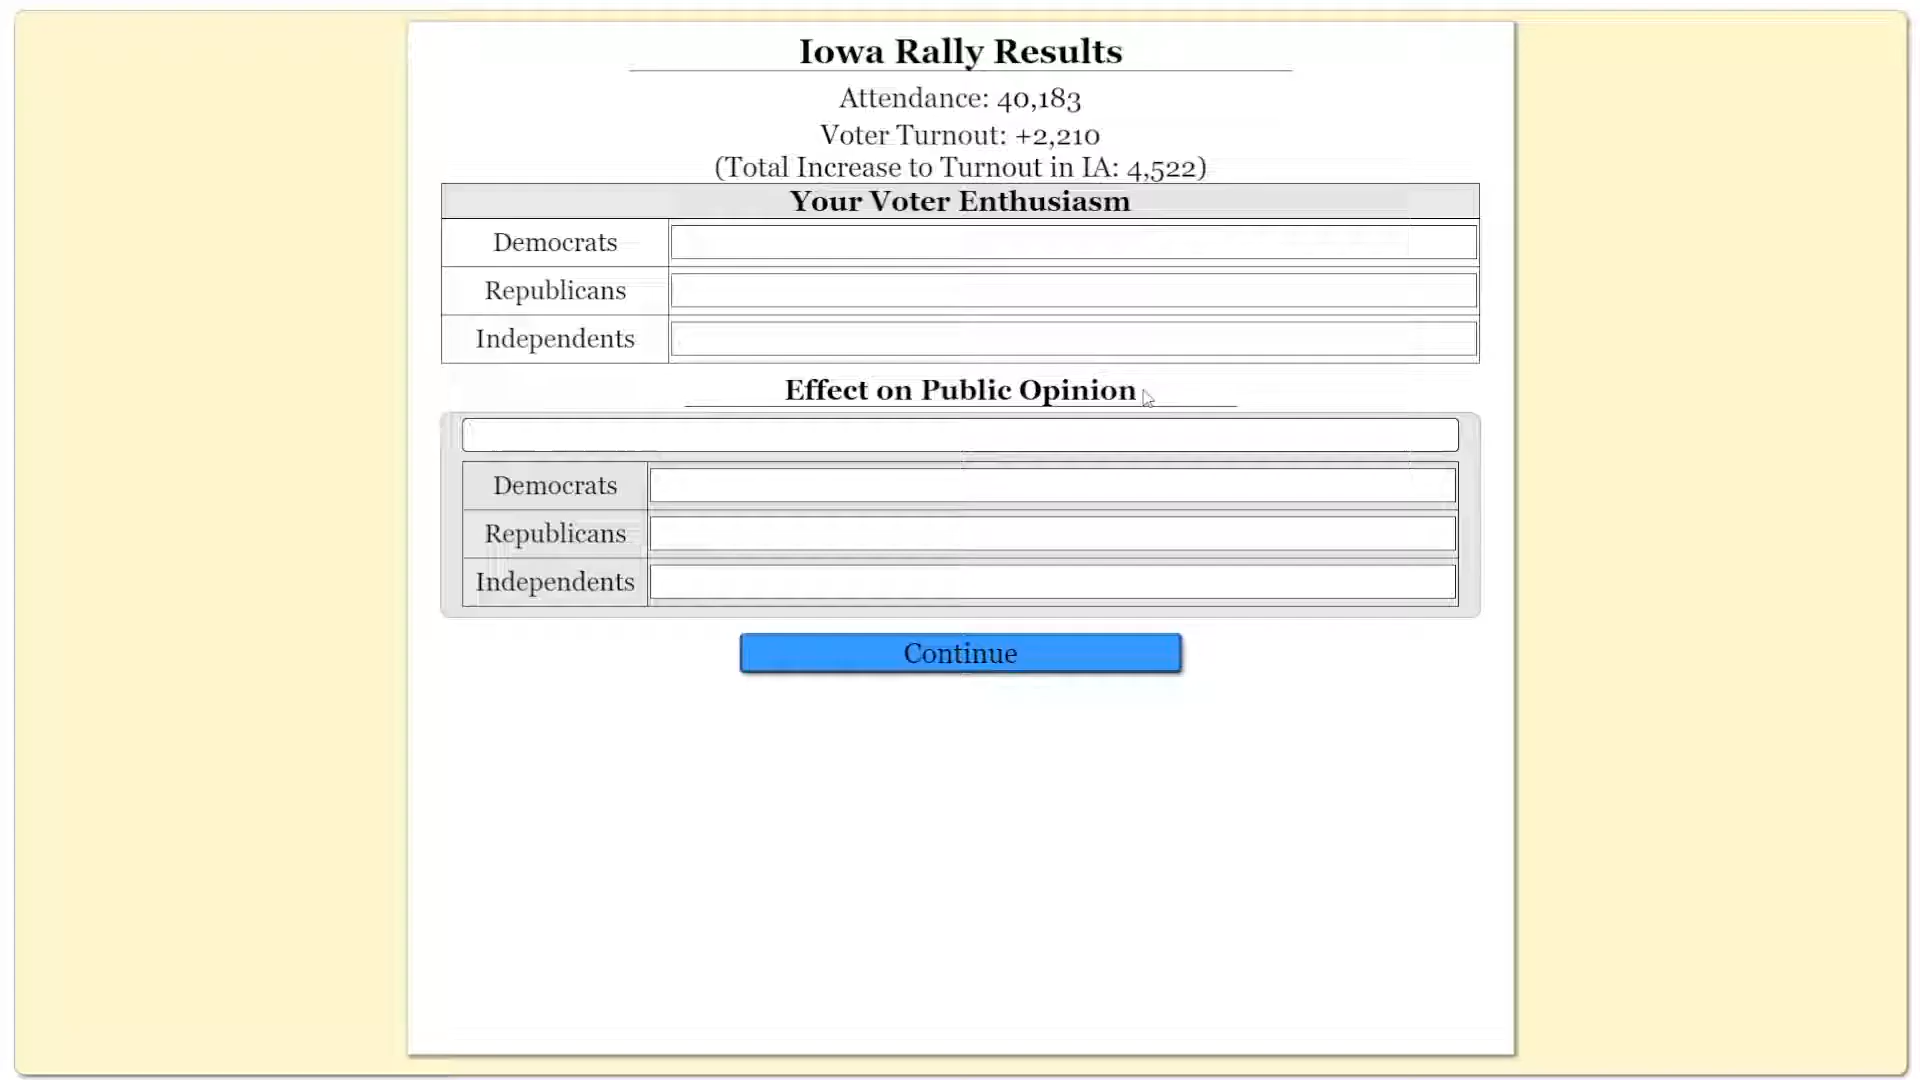 Iowa Rally Results
Attendance: 40,183
Voter Turnout: +2,210
(Total Increase to Turnout in IA: 4,522)
Your Voter Enthusiasm
Democrats
Republicans
Independents
Effect on Public Opinion
Democrats
Republicans
Independents
Continue